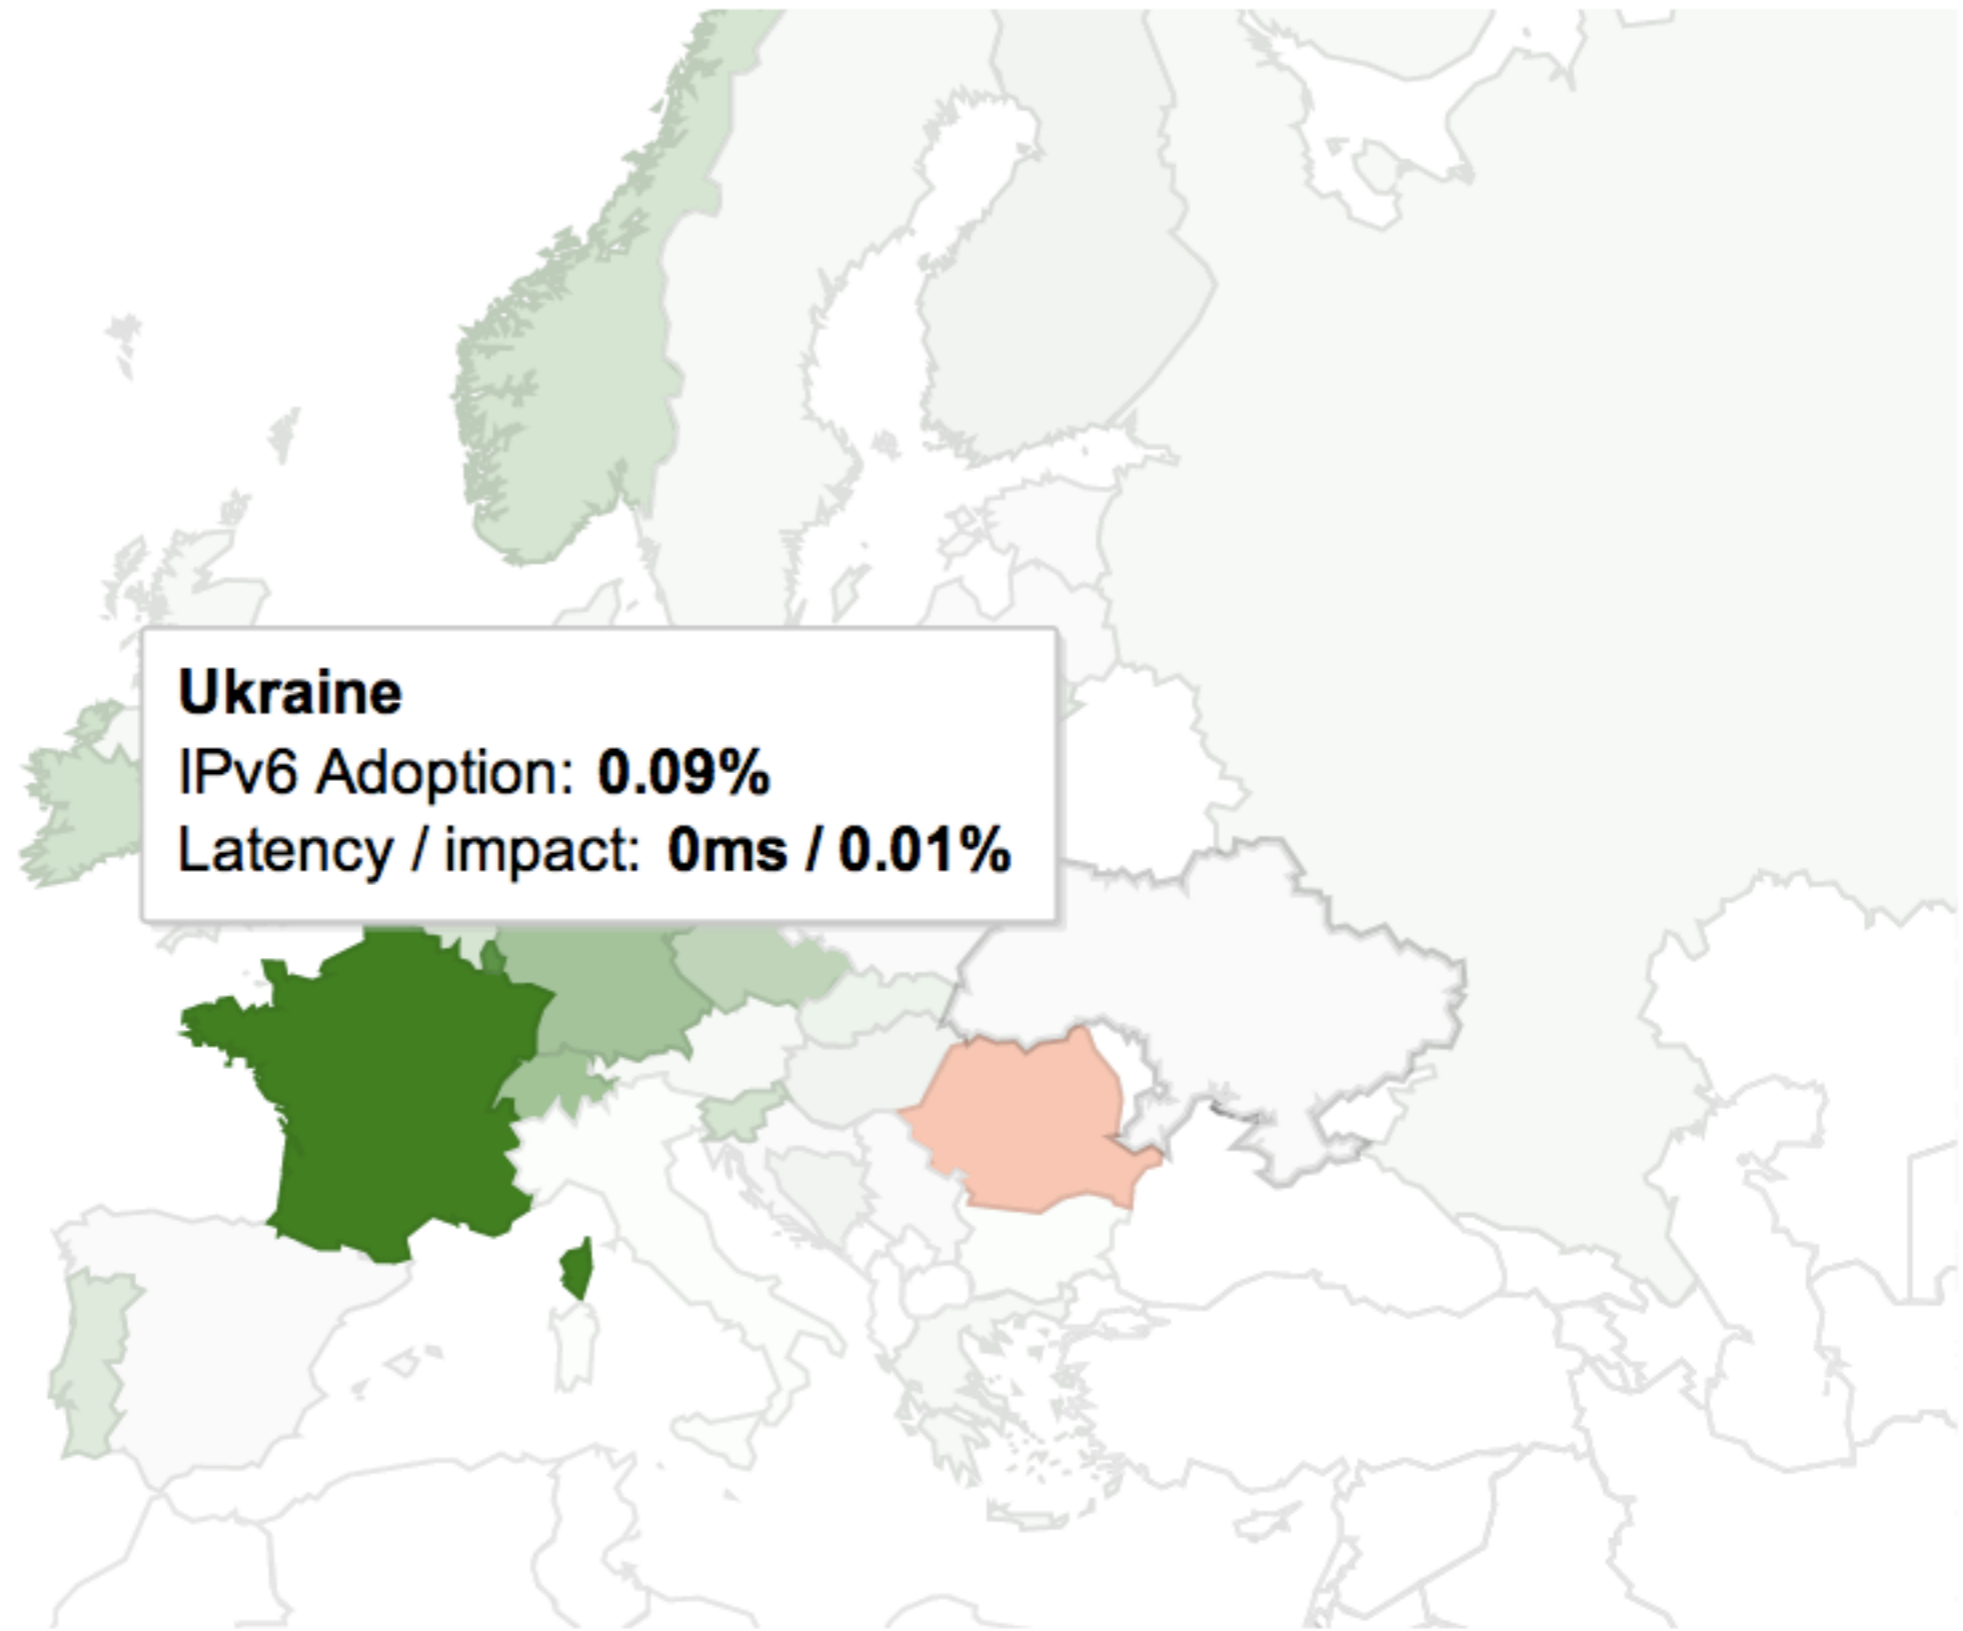 Ukraine
IPv6 Adoption: 0.09%
Latency / impact: 0ms / 0.01%